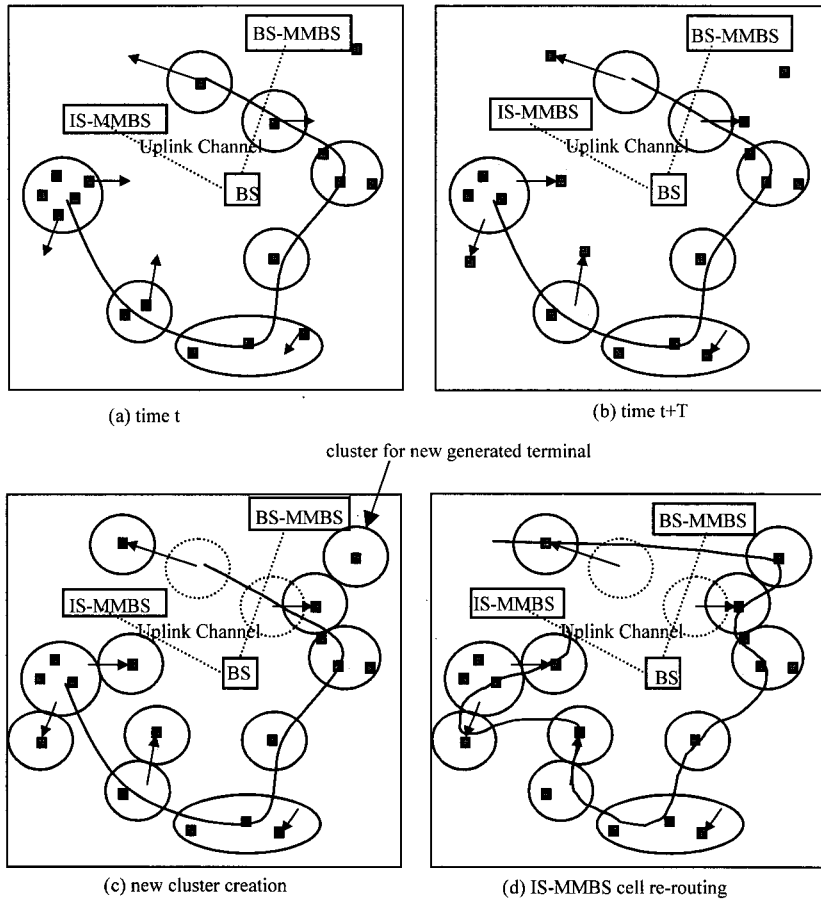 BS-MMBS
IS-MMBS
Uplink Channel
BS
(a) time t
BS-MMBS
IS-MMBS
Uplink Channel
BS
(b) time t+T
cluster for new generated terminal
BS-MMBS
IS-MMBS
Uplink Channel
BS
(c) new cluster creation
BS-MMBS
IS-MMBS
Uplink Channel
BS
(d) IS-MMBS cell re-routing